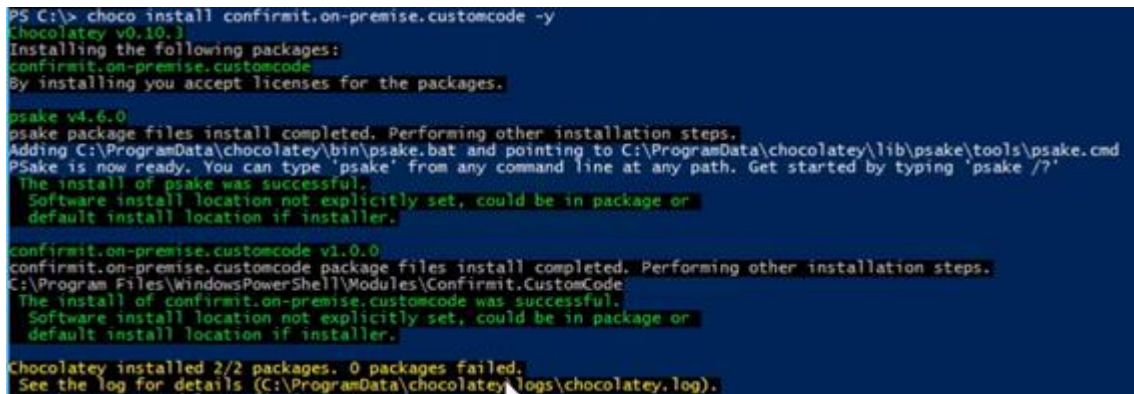 PS C:\> choco install confirmit.on-premise.customcode -y
Chocolatey v0.10.3
Installing the following packages:
confirmit.on-premise.customcode
By installing you accept licenses for the packages.
psake v4.6.0
psake package files install completed. Performing other installation steps.
Adding C:\ProgramData\chocolatey\bin\psake.bat and pointing to C:\ProgramData\chocolatey\lib\psake\tools\psake.cmd
PSake is now ready. You can type 'psake' from any command line at any path. Get started by typing 'psake /?'
The install of psake was successful.
Software install location not explicitly set, could be in package or
default install location if installer.
confirmit.on-premise.customcode v1.0.0
confirmit.on-premise.customcode package files install completed. Performing other installation steps.
C:\Program Files\WindowsPowerShell\Modules\Confirmit.CustomCode
The install of confirmit.on-premise.customcode was successful.
Software install location not explicitly set, could be in package or
default install location if installer.
Chocolatey installed 2/2 packages. 0 packages failed.
See the log for details (C:\ProgramData\chocolatey\logs\chocolatey.log).